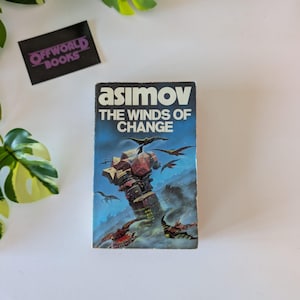 OFFWORLD
BOOKS
asimov
THE WINDS OF
CHANGE